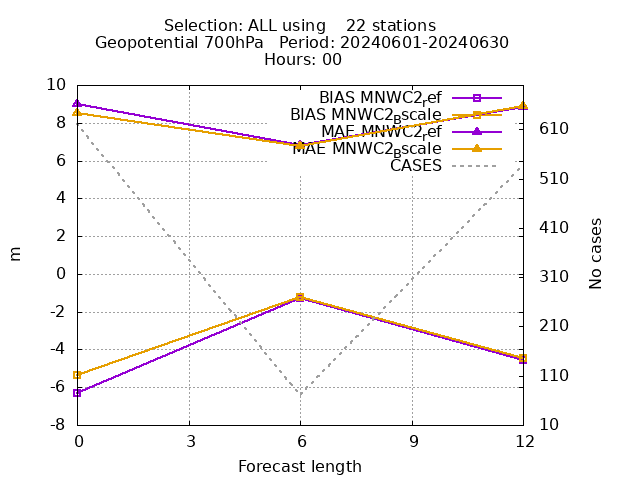 Selection: ALL using    22 stations
Geopotential 700hPa   Period: 20240601-20240630
Hours: 00
BIAS MNWC2_ref
BIAS MNWC2_Bscale
MAE MNWC2_ref
MAE MNWC2_Bscale
CASES
10
8
6
4
2
0
-2
-4
-6
-8
m
610
510
410
310
210
110
10
No cases
0 3 6 9 12
Forecast length